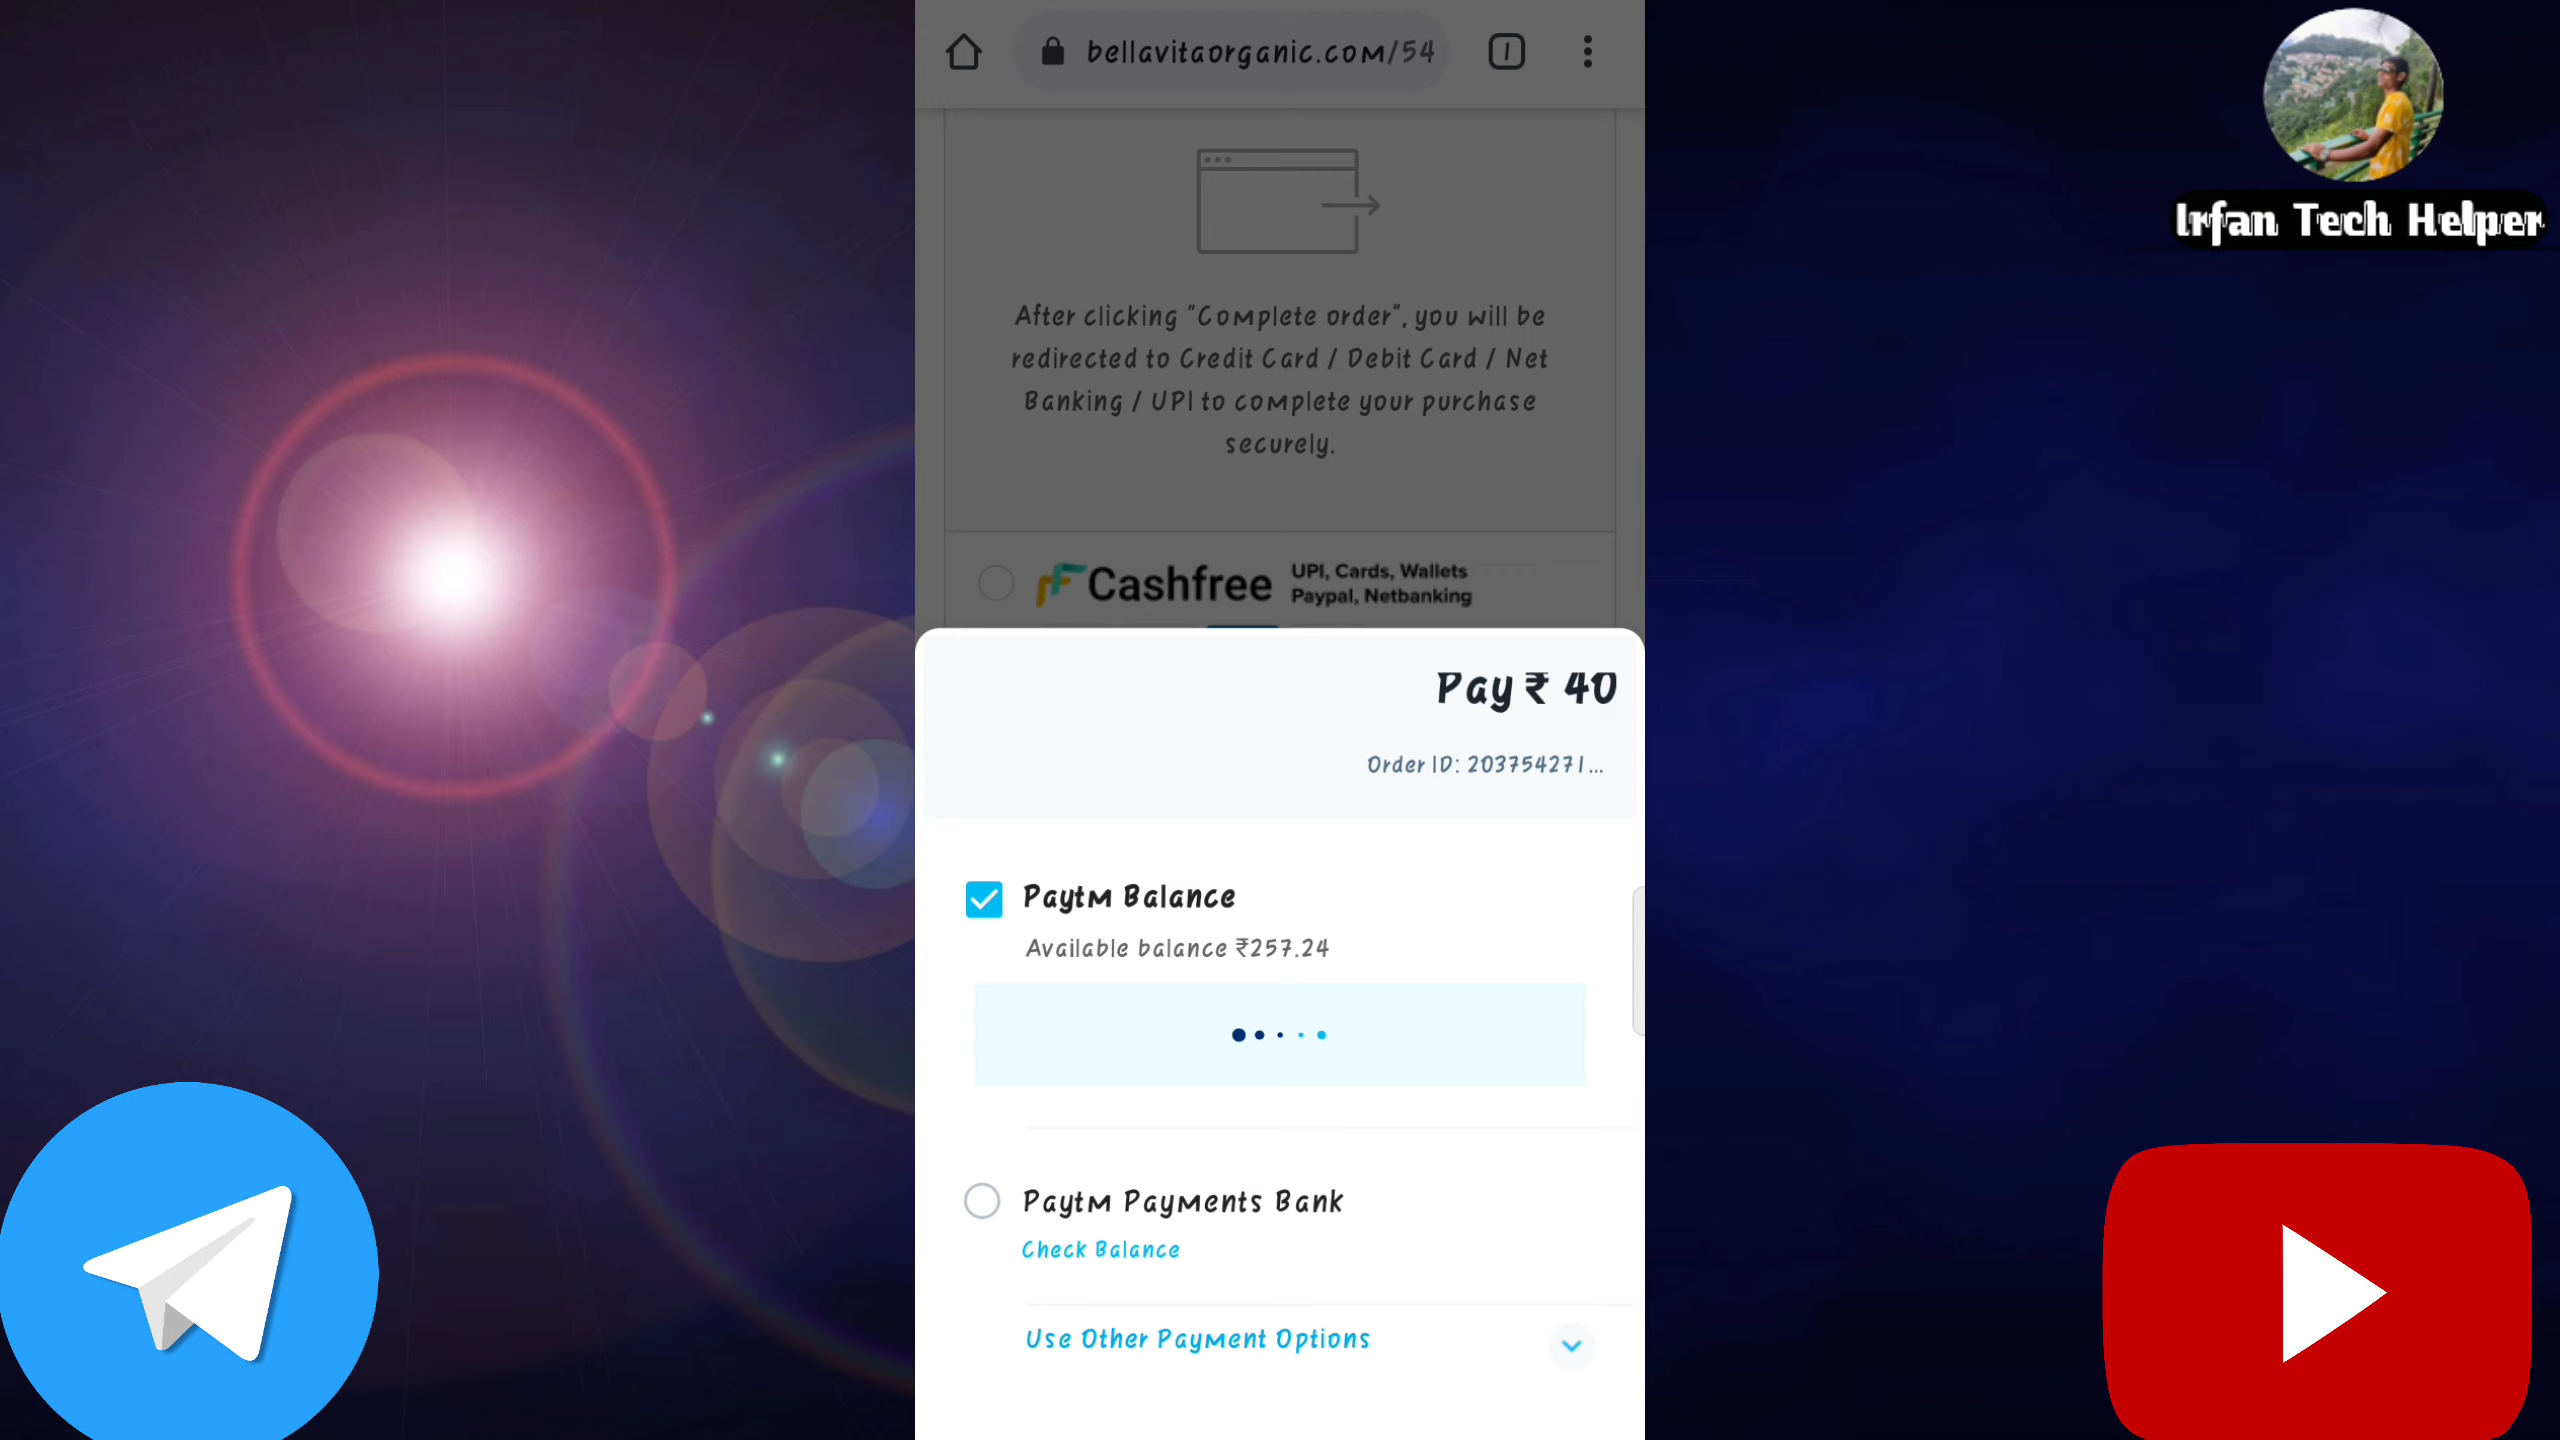 bellavitaorganic.com/54
1
Irfan Tech Helper
After clicking "Complete order", you will be
redirected to Credit Card / Debit Card / Net
Banking / UPI to complete your purchase
securely.
Cashfree
UPI, Cards, Wallets
Paypal, Netbanking
Pay ₹ 40
Order ID: 203754271...
Paytm Balance
Available balance ₹257.24
Paytm Payments Bank
Check Balance
Use Other Payment Options